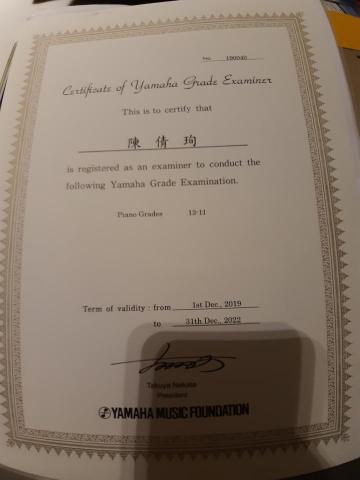 No. 190040
Certificate of Yamaha Grade Examiner
This is to certify that
陳 倩 珣
is registered as an examiner to conduct the
following Yamaha Grade Examination.
Piano Grades 13-11
Term of validity : from 1st Dec., 2019
to 31th Dec., 2022
Takuya Nakata
President
YAMAHA MUSIC FOUNDATION